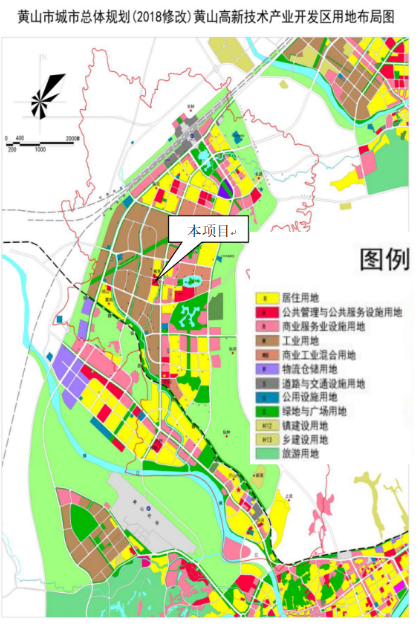 黄山市城市总体规划(2018修改)黄山高新技术产业开发区用地布局图
N
0 400 2000M
200 1000
本项目
图例
R 居住用地
A 公共管理与公共服务设施用地
B 商业服务业设施用地
M 工业用地
MB 商业工业混合用地
W 物流仓储用地
S 道路与交通设施用地
U 公用设施用地
G 绿地与广场用地
H12 镇建设用地
H13 乡建设用地
旅游用地